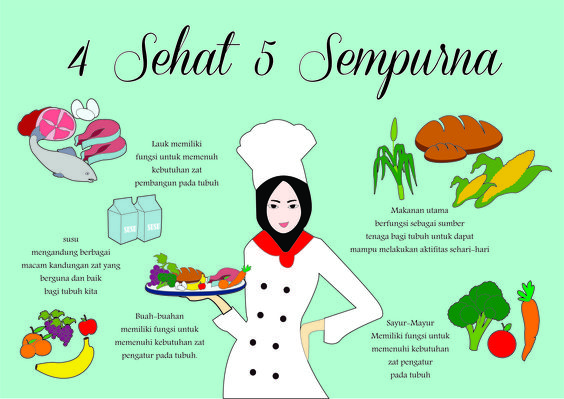 4 Sehat 5 Sempurna
Lauk memiliki
fungsi untuk memenuh
kebutuhan zat
pembangun pada tubuh
Makanan utama
berfungsi sebagai sumber
tenaga bagi tubuh untuk dapat
mampu melakukan aktifitas sehari-hari
susu
mengandung berbagai
macam kandungan zat yang
berguna dan baik
bagi tubuh kita
Buah-buahan
memiliki fungsi untuk
memenuhi kebutuhan zat
pengatur pada tubuh.
Sayur-Mayur
Memiliki fungsi untuk
memenuhi kebutuhan
zat pengatur
pada tubuh